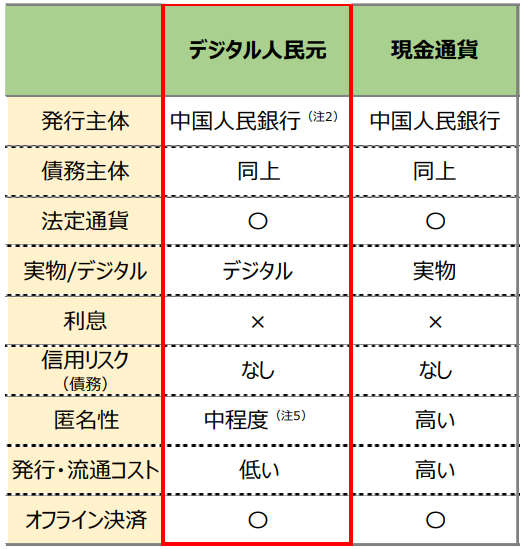 デジタル人民元 現金通貨
発行主体 中国人民銀行（注2） 中国人民銀行
債務主体 同上 同上
法定通貨 〇 〇
実物/デジタル デジタル 実物
利息 × ×
信用リスク
（債務） なし なし
匿名性 中程度（注5） 高い
発行・流通コスト 低い 高い
オフライン決済 〇 〇